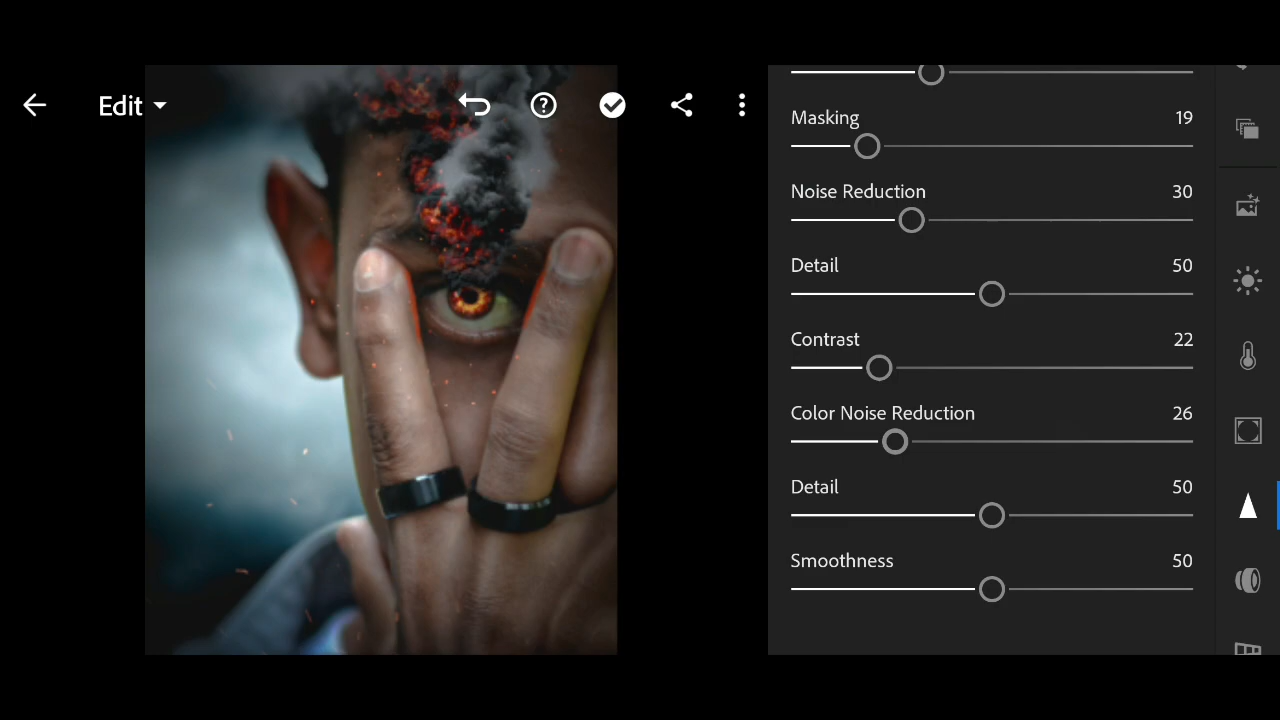 Edit
Masking 19
Noise Reduction 30
Detail 50
Contrast 22
Color Noise Reduction 26
Detail 50
Smoothness 50